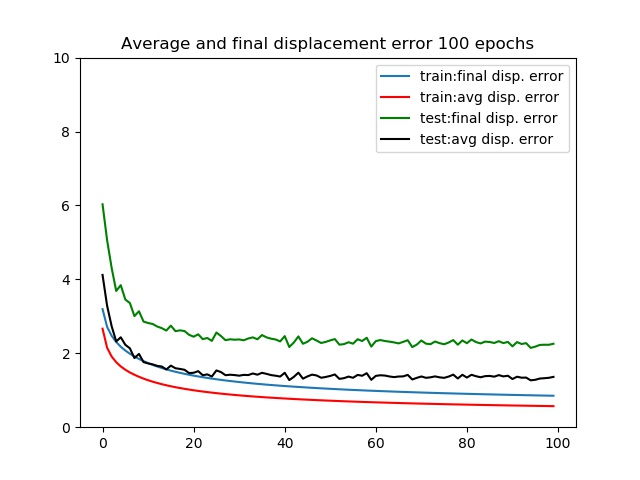 Average and final displacement error 100 epochs
10
8
6
4
2
0
train:final disp. error
train:avg disp. error
test:final disp. error
test:avg disp. error
0
20
40
60
80
100